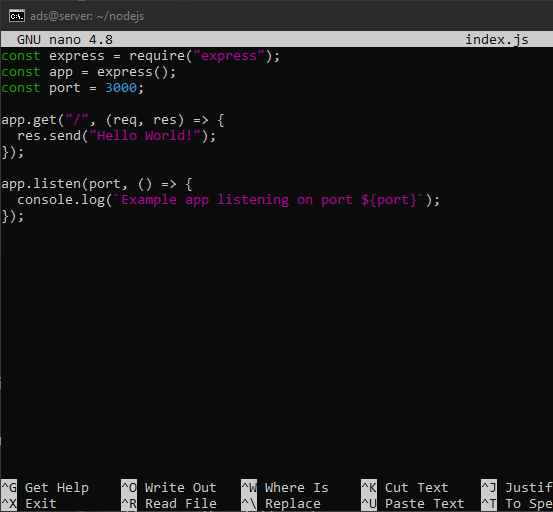 C:\. ads@server: ~/nodejs
GNU nano 4.8 index.js
const express = require("express");
const app = express();
const port = 3000;
app.get("/", (req, res) => {
  res.send("Hello World!");
});
app.listen(port, () => {
  console.log(`Example app listening on port ${port}`);
});
^G Get Help ^O Write Out ^W Where Is ^K Cut Text ^J Justif
^X Exit ^R Read File ^\ Replace ^U Paste Text ^T To Spe